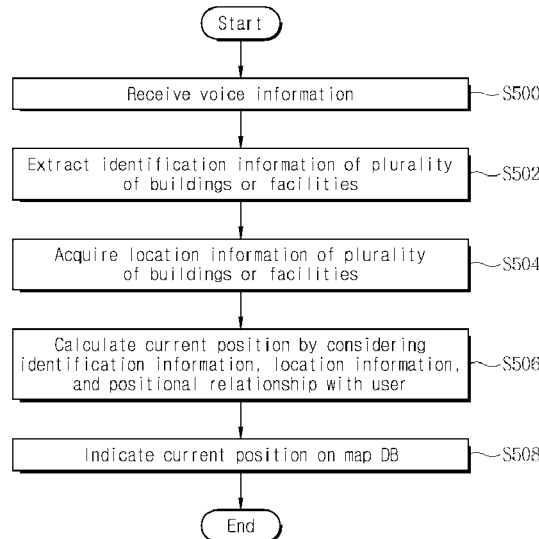 Start
Receive voice information
S500
Extract identification information of plurality
of buildings or facilities
S502
Acquire location information of plurality
of buildings or facilities
S504
Calculate current position by considering
identification information, location information,
and positional relationship with user
S506
Indicate current position on map DB
S508
End